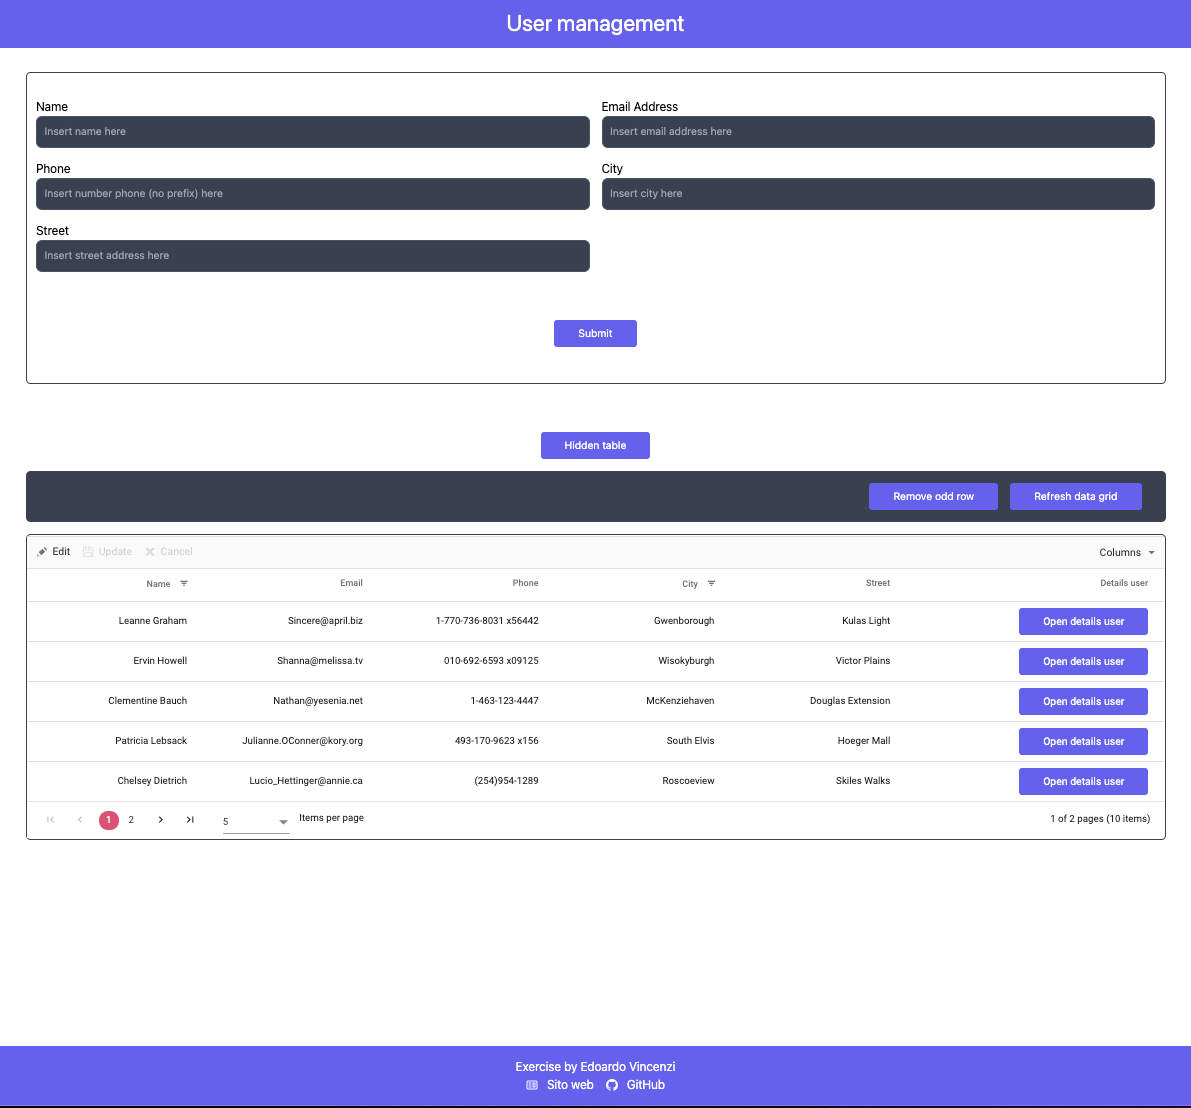 User management
Name Email Address
Insert name here Insert email address here
Phone City
Insert number phone (no prefix) here Insert city here
Street
Insert street address here
Submit
Hidden table
Remove odd row Refresh data grid
Edit Update Cancel Columns
Name Email Phone City Street Details user
Leanne Graham Sincere@april.biz 1-770-736-8031 x56442 Gwenborough Kulas Light Open details user
Ervin Howell Shanna@melissa.tv 010-692-6593 x09125 Wisokyburgh Victor Plains Open details user
Clementine Bauch Nathan@yesenia.net 1-463-123-4447 McKenziehaven Douglas Extension Open details user
Patricia Lebsack Julianne.OConner@kory.org 493-170-9623 x156 South Elvis Hoeger Mall Open details user
Chelsey Dietrich Lucio_Hettinger@annie.ca (254)954-1289 Roscoeview Skiles Walks Open details user
1 2 5 Items per page 1 of 2 pages (10 items)
Exercise by Edoardo Vincenzi
Sito web GitHub